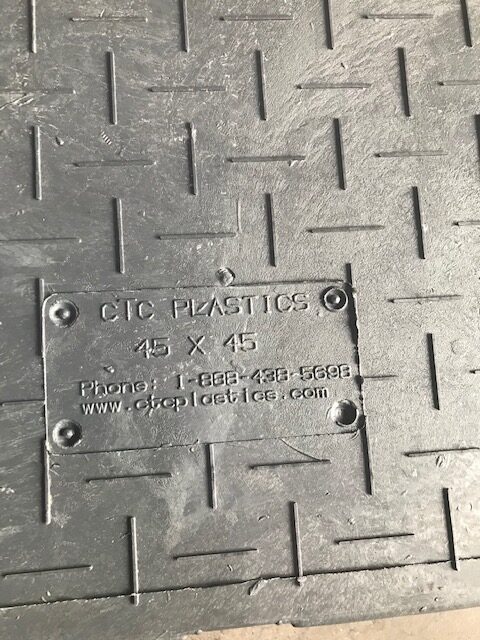 CTC PLASTICS
45 X 45
Phone: 1-888-438-5698
www.ctcplastics.com